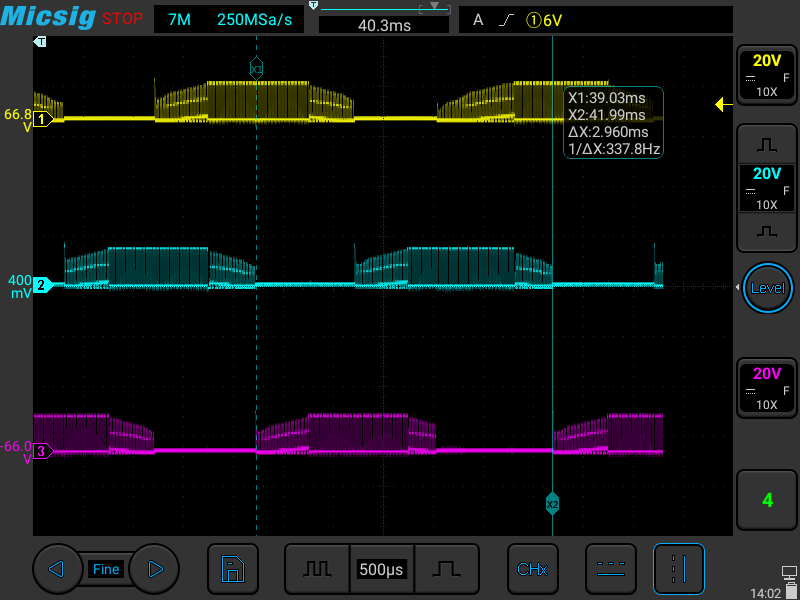 Micsig STOP 7M 250MSa/s T 40.3ms A ①6V
T
X1
20V
F
10X
66.8
V
1
X1:39.03ms
X2:41.99ms
ΔX:2.960ms
1/ΔX:337.8Hz
20V
F
10X
400
mV
2
Level
20V
F
10X
-66.0
V
3
X2
4
Fine
500µs
CHx
14:02